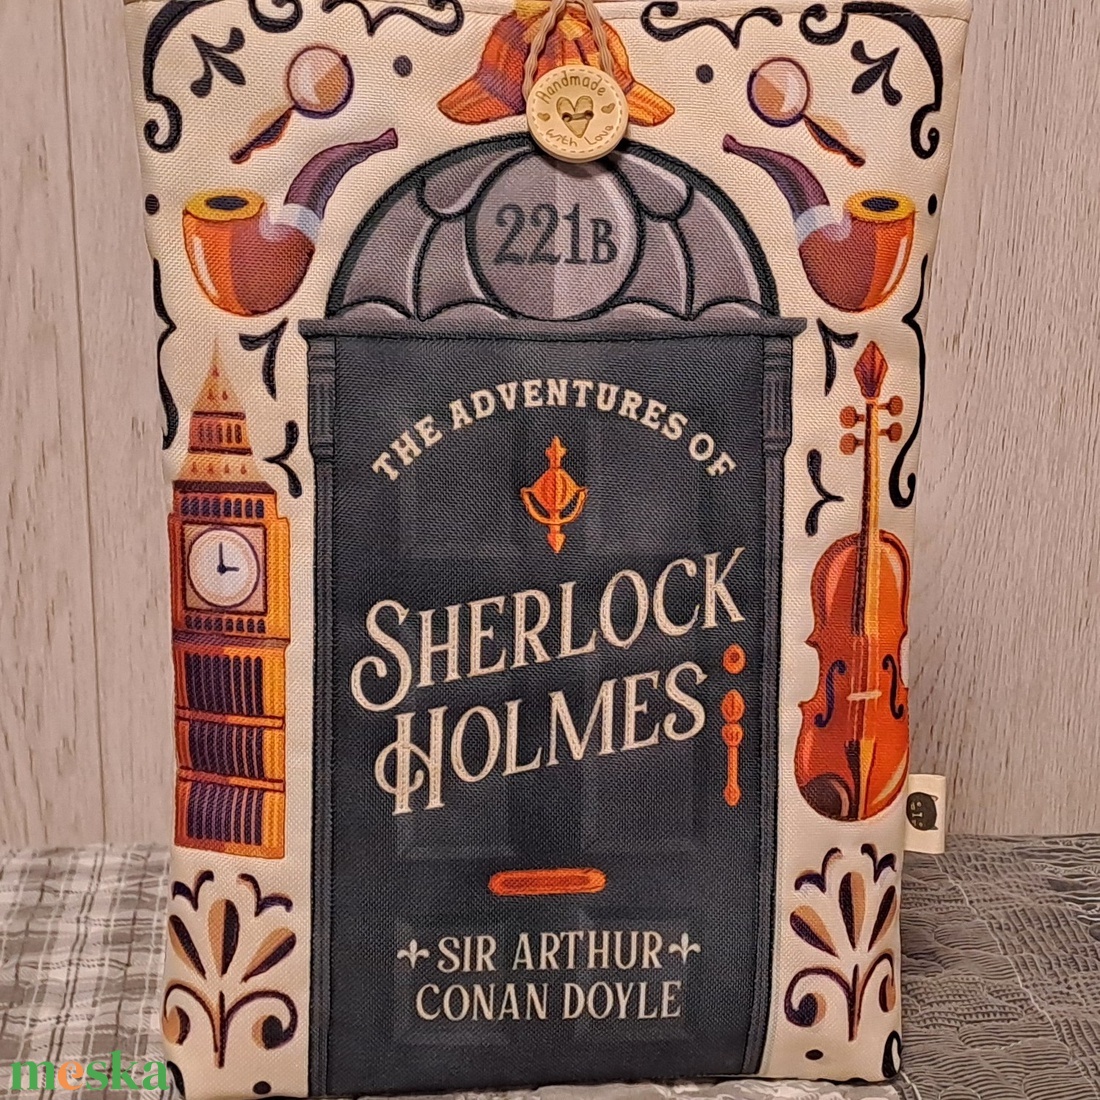 Handmade
with Love
221B
THE ADVENTURES OF
SHERLOCK
HOLMES
SIR ARTHUR
CONAN DOYLE
meska